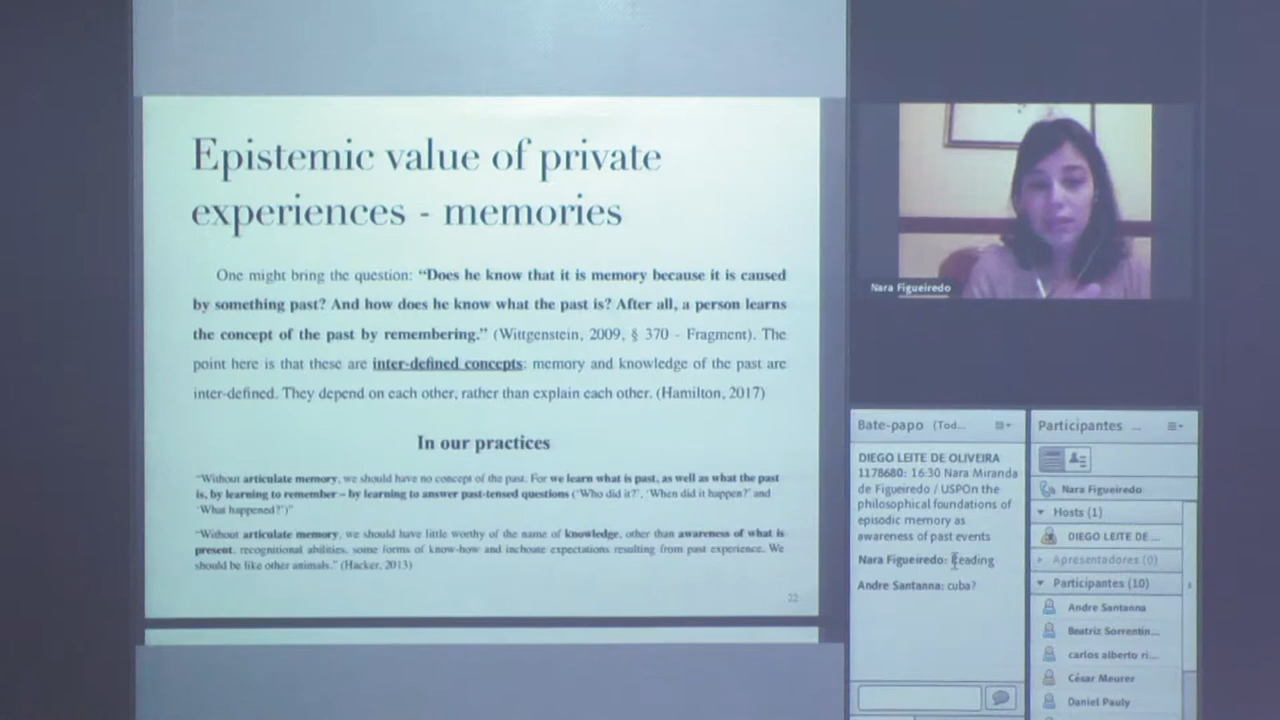 Epistemic value of private
experiences - memories
One might bring the question: “Does he know that it is memory because it is caused
by something past? And how does he know what the past is? After all, a person learns
the concept of the past by remembering.” (Wittgenstein, 2009, § 370 - Fragment). The
point here is that these are inter-defined concepts: memory and knowledge of the past are
inter-defined. They depend on each other, rather than explain each other. (Hamilton, 2017)
In our practices
“Without articulate memory, we should have no concept of the past. For we learn what is past, as well as what the past
is, by learning to remember – by learning to answer past-tensed questions (‘Who did it?’, ‘When did it happen?’ and
‘What happened?’)”
“Without articulate memory, we should have little worthy of the name of knowledge, other than awareness of what is
present, recognitional abilities, some forms of know-how and inchoate expectations resulting from past experience. We
should be like other animals.” (Hacker, 2013)
22
Nara Figueiredo
Bate-papo (Tod...
DIEGO LEITE DE OLIVEIRA
1178680: 16:30 Nara Miranda
de Figueiredo / USPOn the
philosophical foundations of
episodic memory as
awareness of past events
Nara Figueiredo: Reading
Andre Santanna: cuba?
Participantes ...
Nara Figueiredo
Hosts (1)
DIEGO LEITE DE ...
Apresentadores (0)
Participantes (10)
Andre Santanna
Beatriz Sorrentin...
carlos alberto ri...
César Meurer
Daniel Pauly